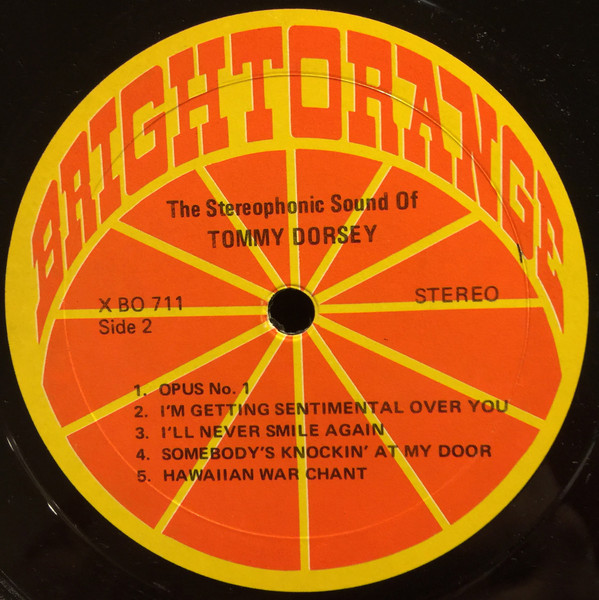 BRIGHTORANGE
The Stereophonic Sound Of
TOMMY DORSEY
X BO 711
STEREO
Side 2
1. OPUS No. 1
2. I'M GETTING SENTIMENTAL OVER YOU
3. I'LL NEVER SMILE AGAIN
4. SOMEBODY'S KNOCKIN' AT MY DOOR
5. HAWAIIAN WAR CHANT